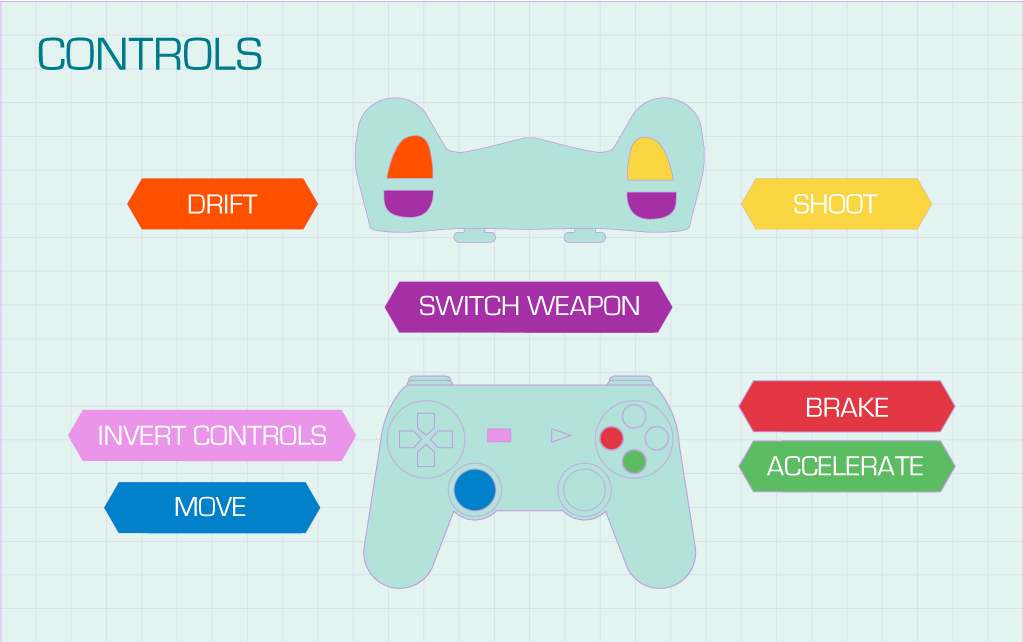 CONTROLS
DRIFT
SHOOT
SWITCH WEAPON
INVERT CONTROLS
MOVE
BRAKE
ACCELERATE